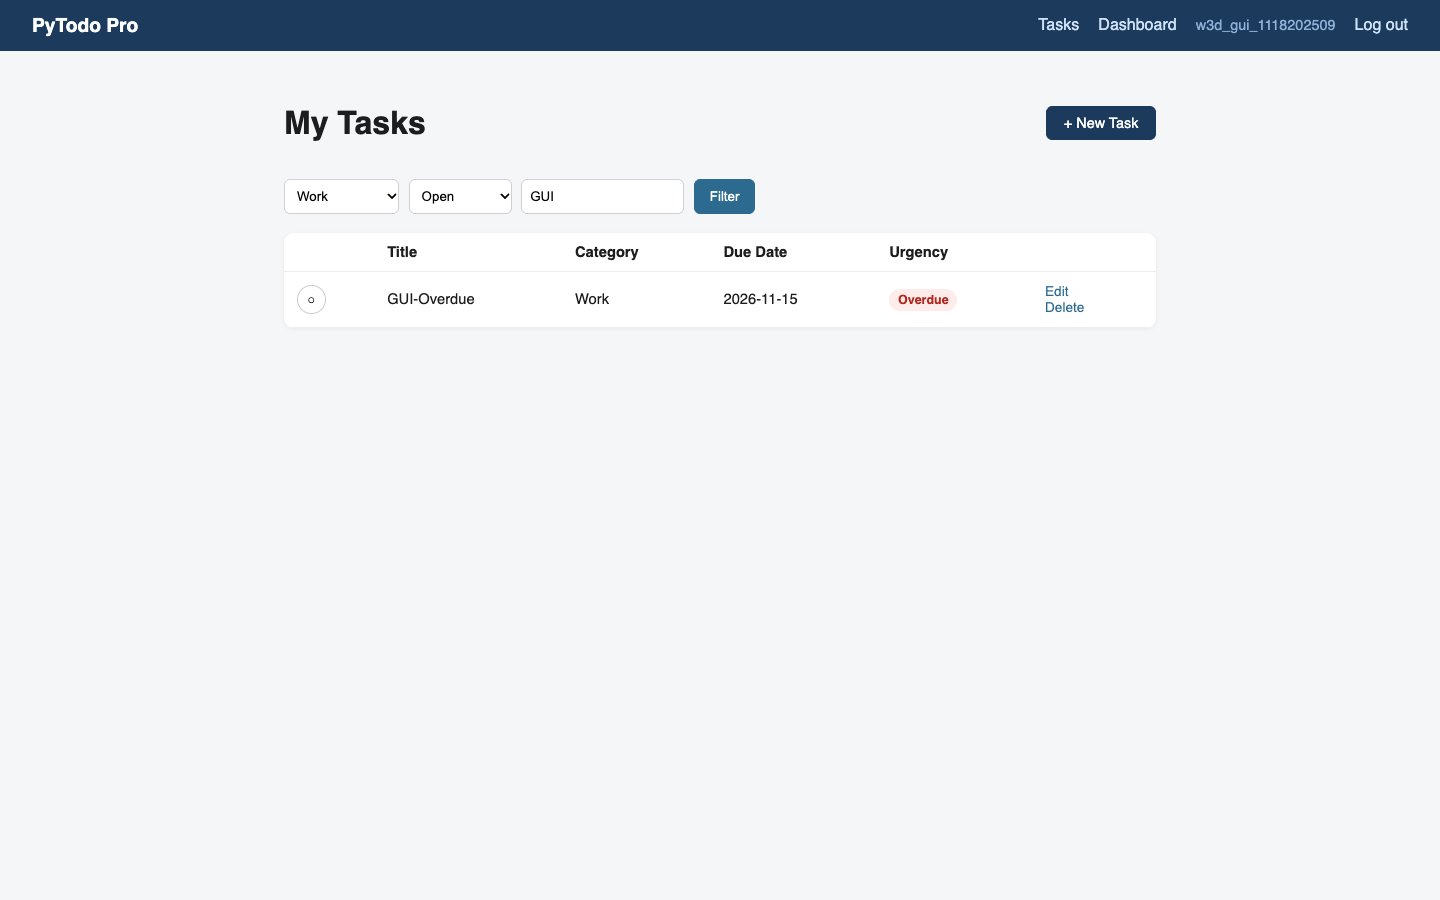 PyTodo Pro
Tasks Dashboard w3d_gui_1118202509 Log out
My Tasks
+ New Task
Work Open GUI Filter
Title Category Due Date Urgency
GUI-Overdue Work 2026-11-15 Overdue Edit
Delete